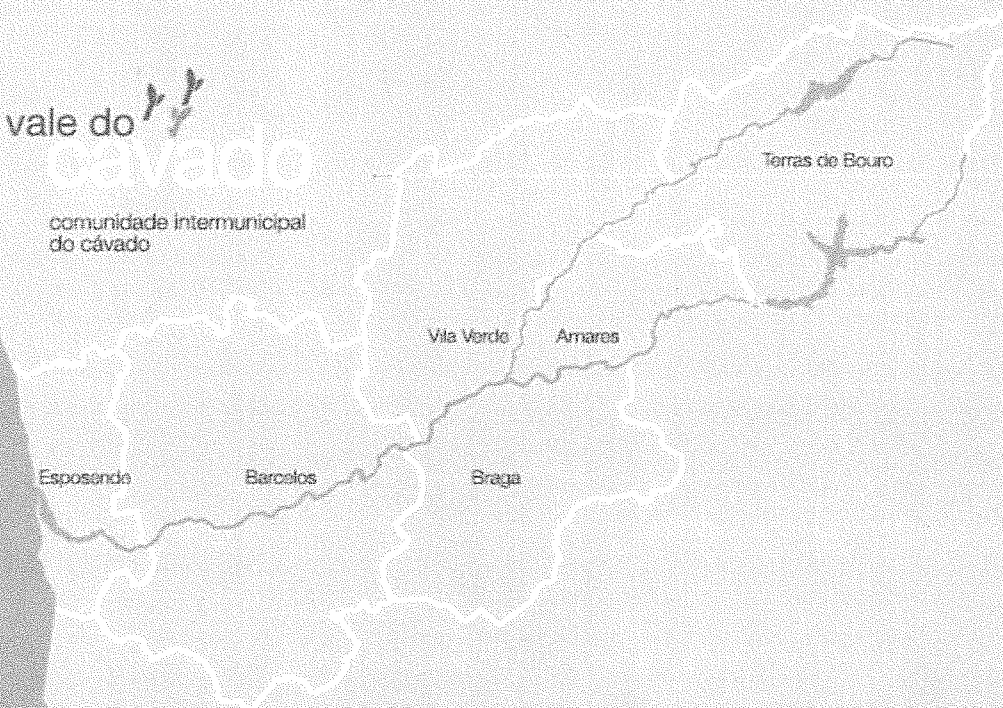 vale do
cávado
comunidade intermunicipal
do cávado
Terras de Bouro
Vila Verde
Amares
Esposende
Barcelos
Braga